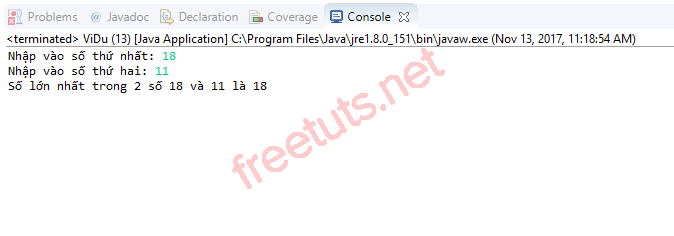 Problems @ Javadoc Declaration Coverage Console
<terminated> ViDu (13) [Java Application] C:\Program Files\Java\jre1.8.0_151\bin\javaw.exe (Nov 13, 2017, 11:18:54 AM)
Nhập vào số thứ nhất: 18
Nhập vào số thứ hai: 11
Số lớn nhất trong 2 số 18 và 11 là 18
freetuts.net